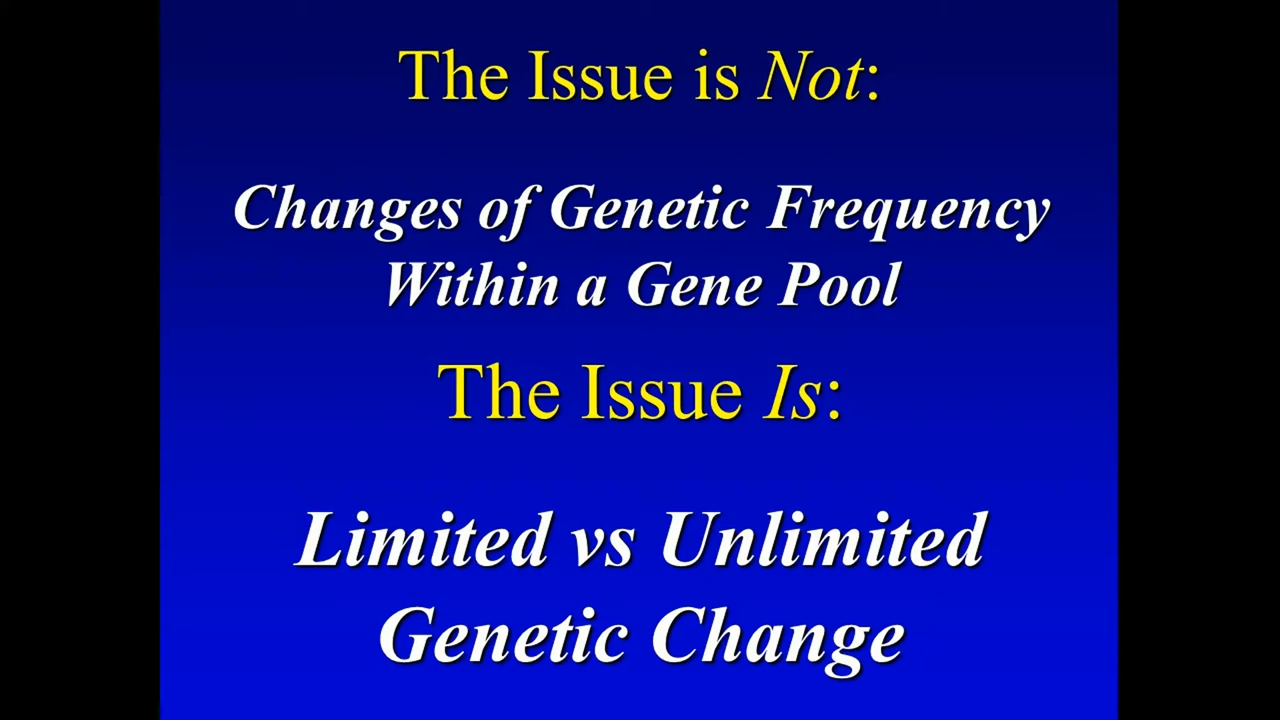 The Issue is Not:
Changes of Genetic Frequency
Within a Gene Pool
The Issue Is:
Limited vs Unlimited
Genetic Change